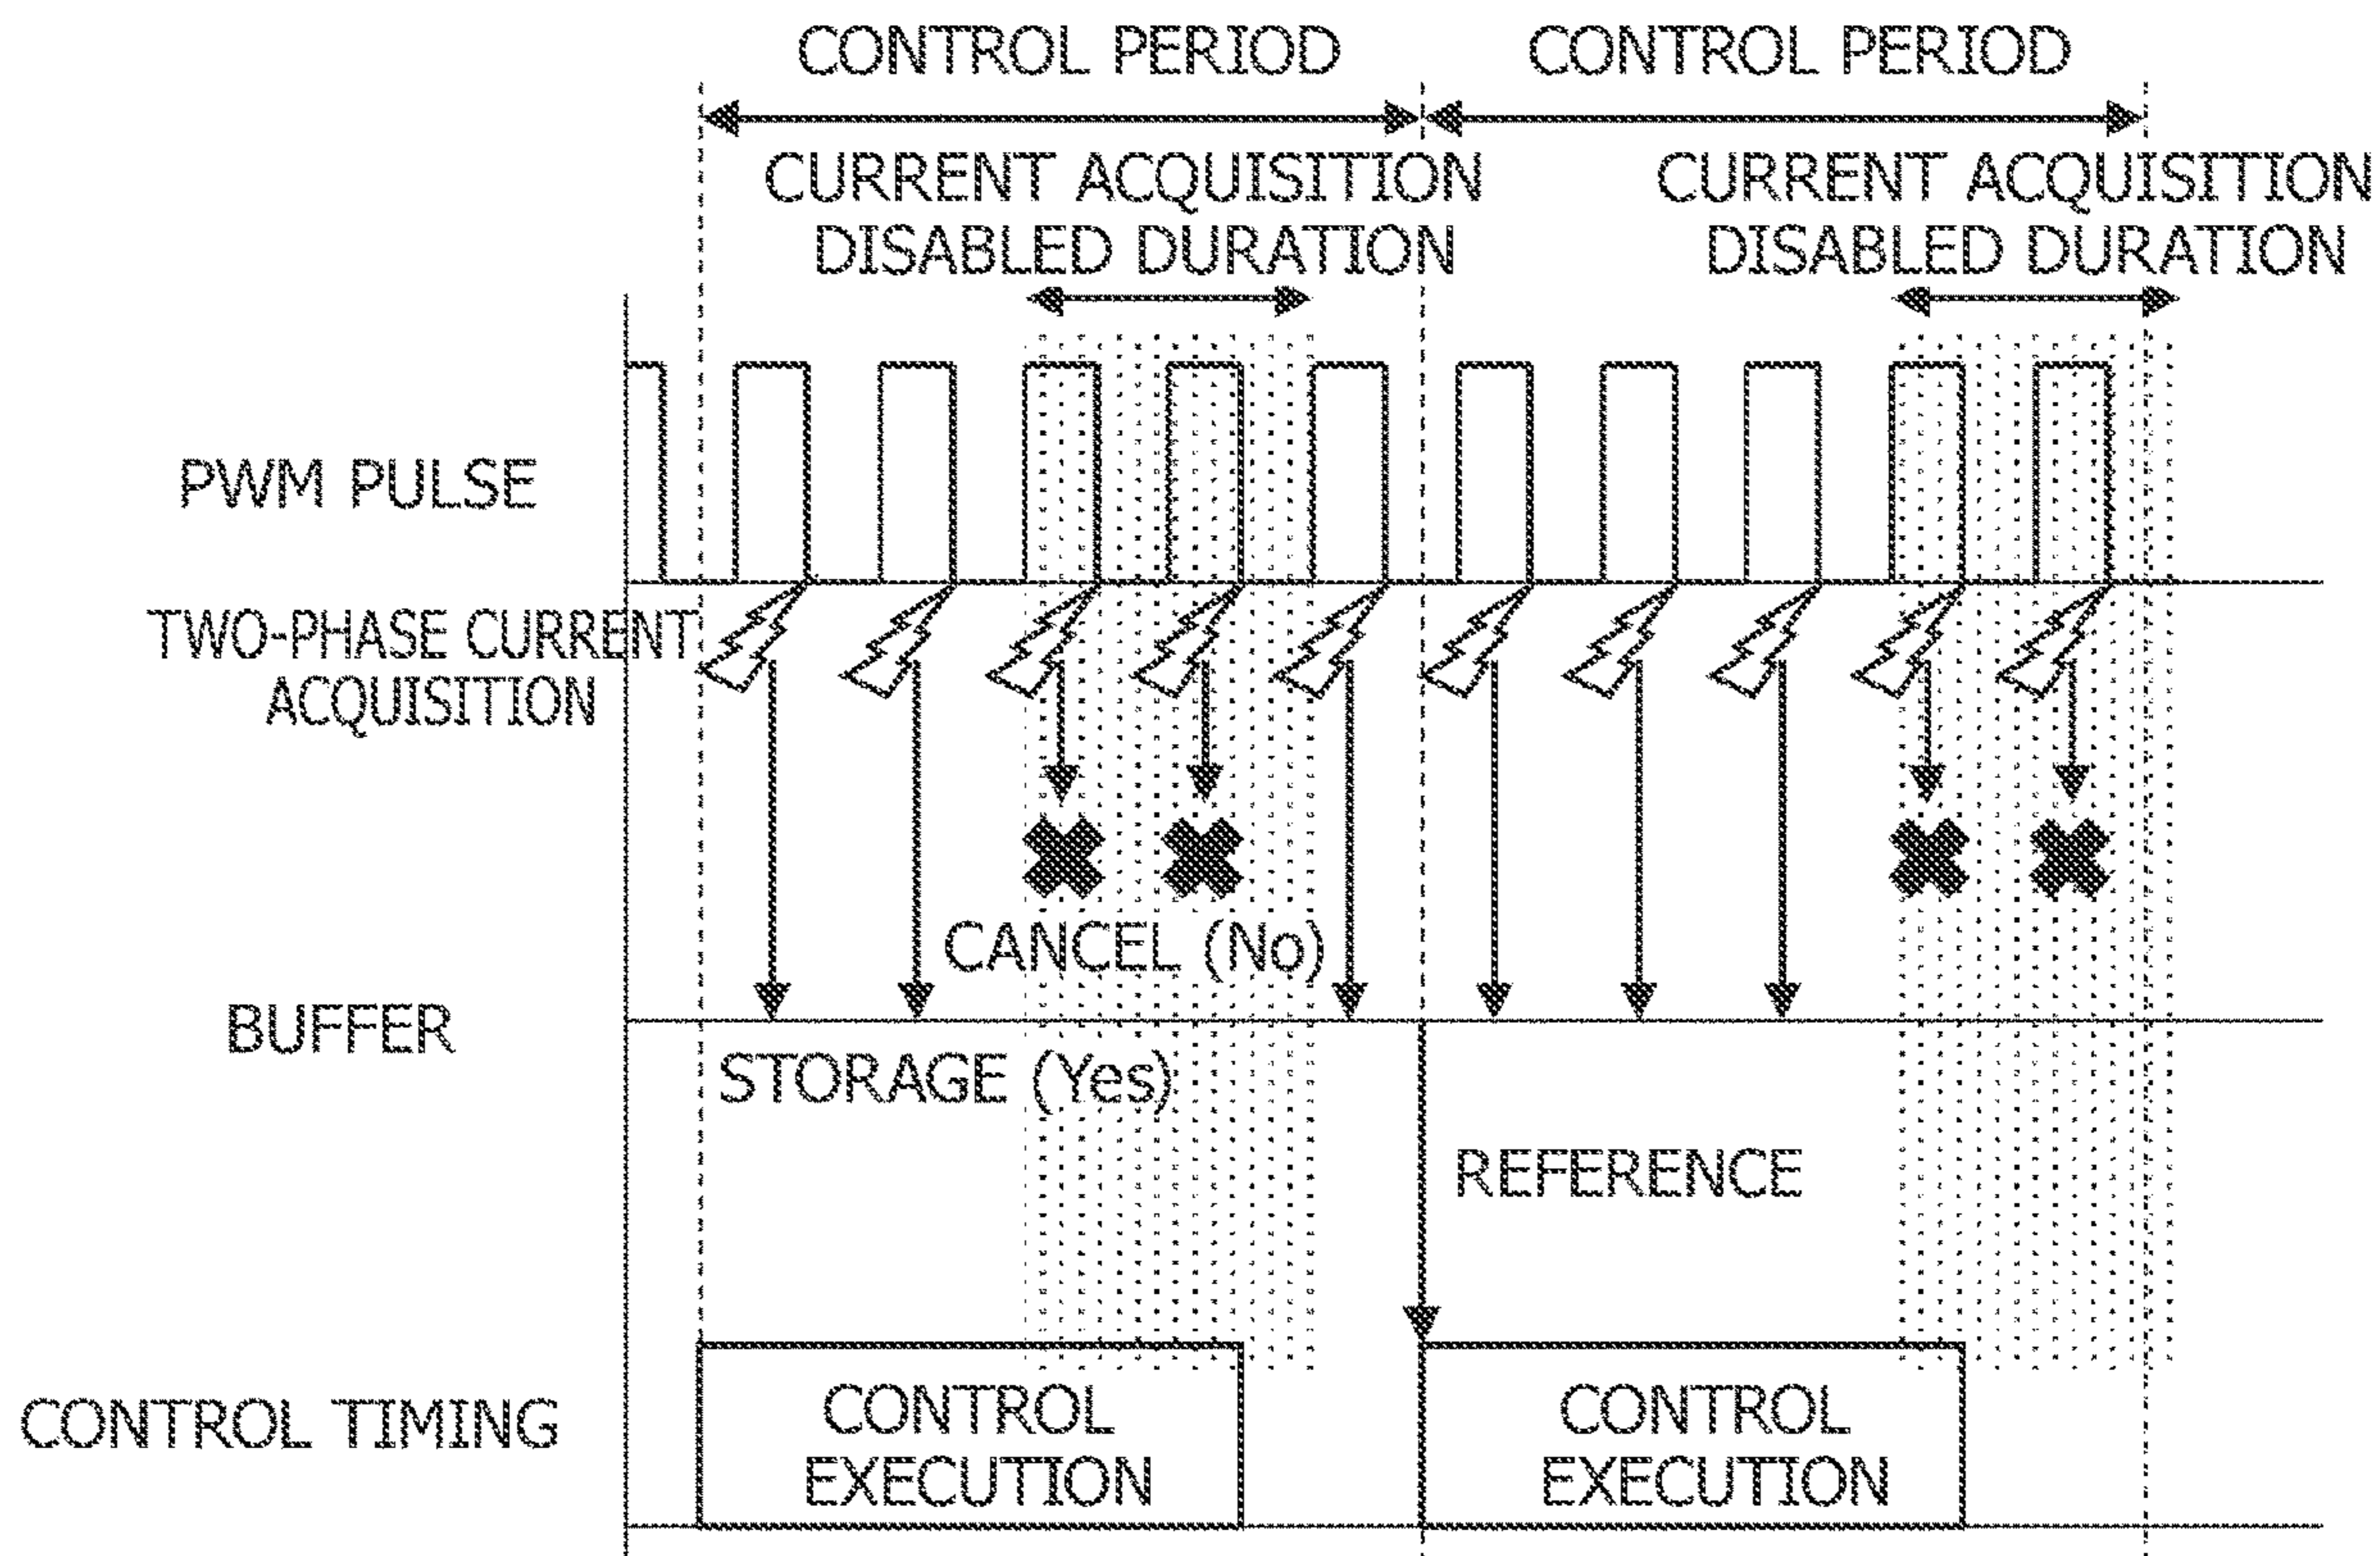 CONTROL PERIOD
CONTROL PERIOD
CURRENT ACQUISITION
DISABLED DURATION
CURRENT ACQUISITION
DISABLED DURATION
PWM PULSE
TWO-PHASE CURRENT
ACQUISITION
CANCEL (No)
BUFFER
STORAGE (Yes)
REFERENCE
CONTROL TIMING
CONTROL
EXECUTION
CONTROL
EXECUTION